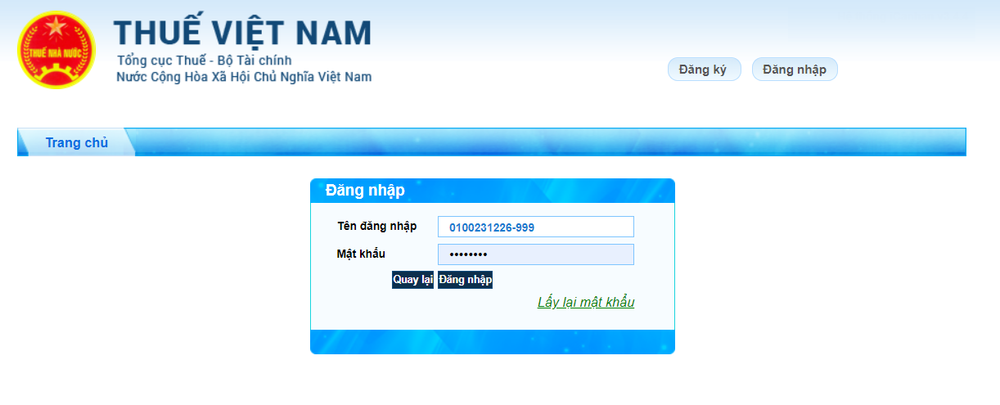 THUẾ NHÀ NƯỚC
THUẾ VIỆT NAM
Tổng cục Thuế - Bộ Tài chính
Nước Cộng Hòa Xã Hội Chủ Nghĩa Việt Nam
Đăng ký
Đăng nhập
Trang chủ
Đăng nhập
Tên đăng nhập 0100231226-999
Mật khẩu ••••••••
Quay lại Đăng nhập
Lấy lại mật khẩu